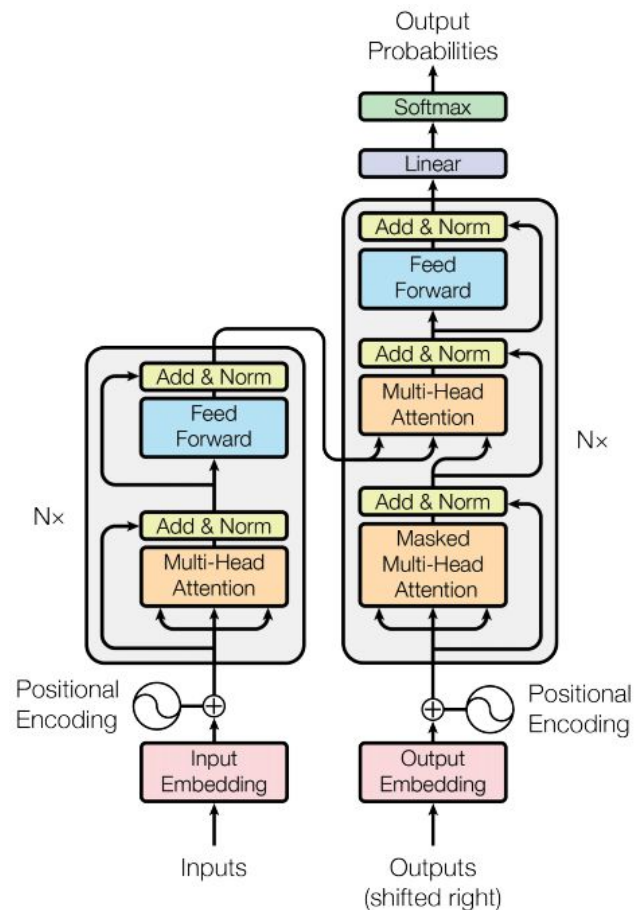 Output
Probabilities
Softmax
Linear
Add & Norm
Feed
Forward
Add & Norm
Multi-Head
Attention
Add & Norm
Masked
Multi-Head
Attention
Nx
Add & Norm
Feed
Forward
Add & Norm
Multi-Head
Attention
Nx
Positional
Encoding
Positional
Encoding
Input
Embedding
Output
Embedding
Inputs
Outputs
(shifted right)